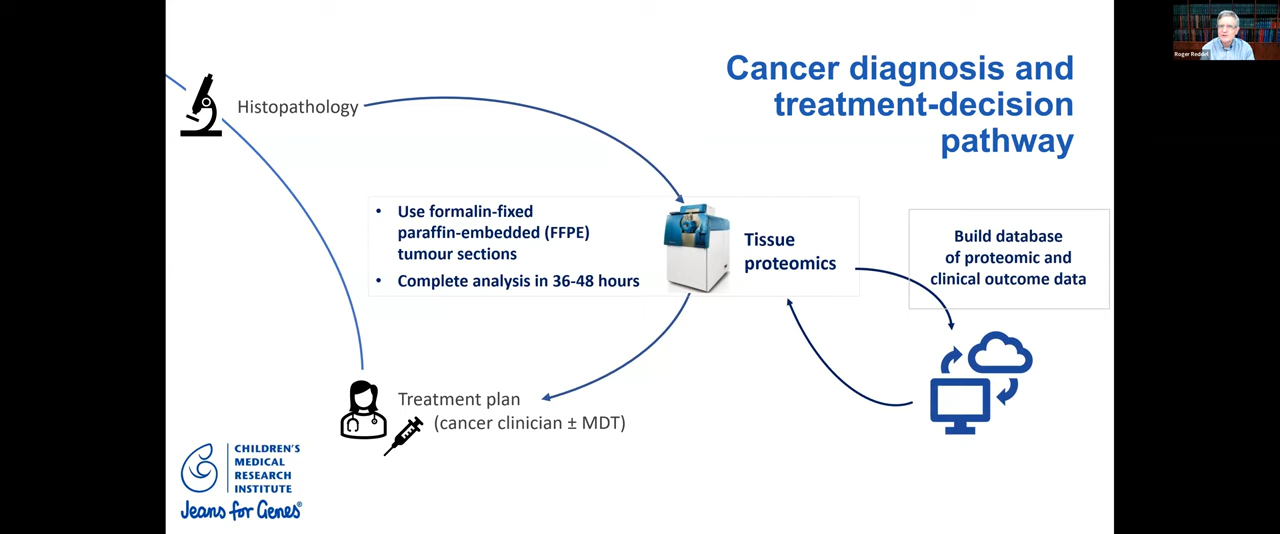 Roger Reddel
Cancer diagnosis and
treatment-decision
pathway
Histopathology
• Use formalin-fixed
paraffin-embedded (FFPE)
tumour sections
• Complete analysis in 36-48 hours
Tissue
proteomics
Build database
of proteomic and
clinical outcome data
Treatment plan
(cancer clinician ± MDT)
CHILDREN'S
MEDICAL
RESEARCH
INSTITUTE
Jeans for Genes®